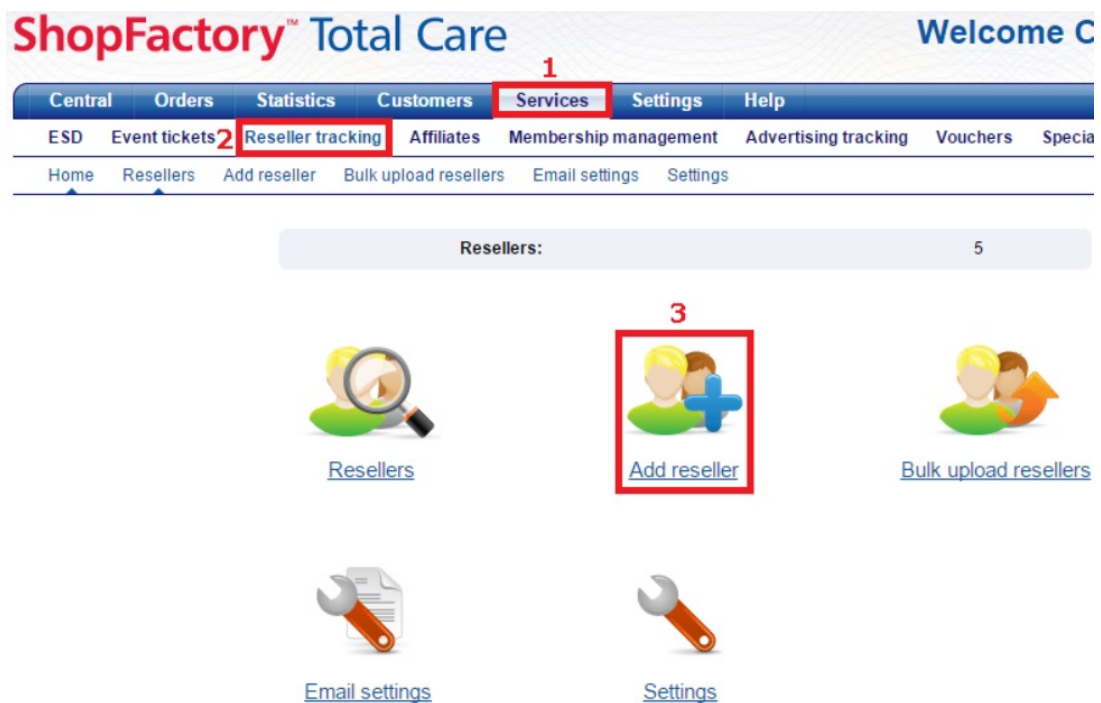 ShopFactory™ Total Care Welcome C
1
Central Orders Statistics Customers Services Settings Help
ESD Event tickets 2 Reseller tracking Affiliates Membership management Advertising tracking Vouchers Specia
Home Resellers Add reseller Bulk upload resellers Email settings Settings
Resellers: 5
3
Resellers Add reseller Bulk upload resellers
Email settings Settings